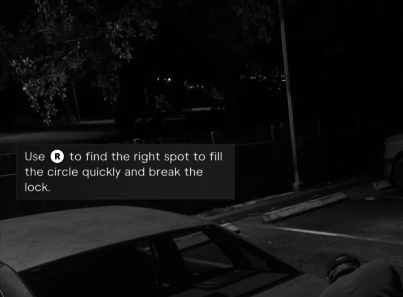 Use R to find the right spot to fill
the circle quickly and break the
lock.